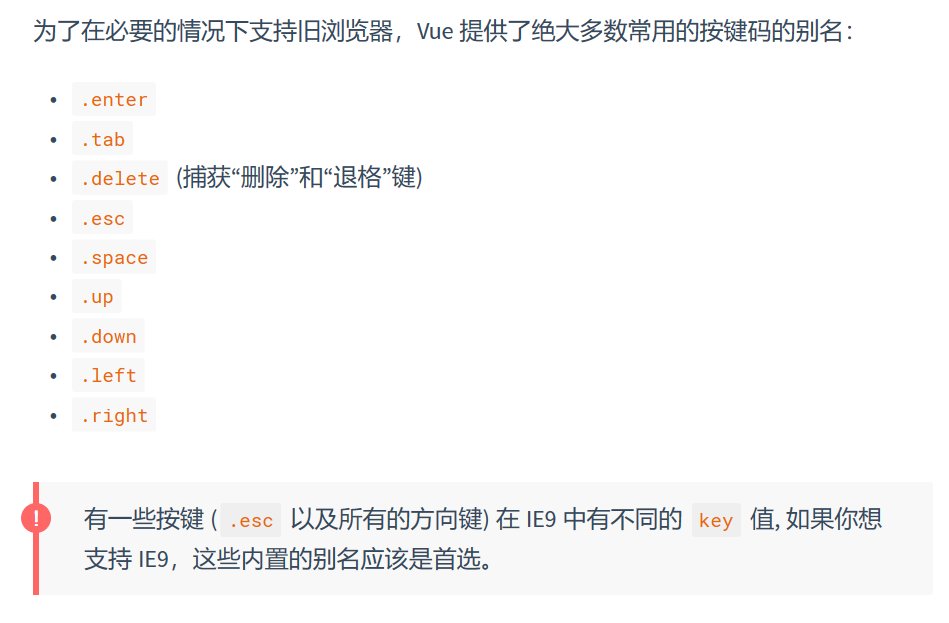 为了在必要的情况下支持旧浏览器，Vue 提供了绝大多数常用的按键码的别名：
.enter
.tab
.delete (捕获“删除”和“退格”键)
.esc
.space
.up
.down
.left
.right
有一些按键 (.esc 以及所有的方向键) 在 IE9 中有不同的 key 值, 如果你想
支持 IE9，这些内置的别名应该是首选。